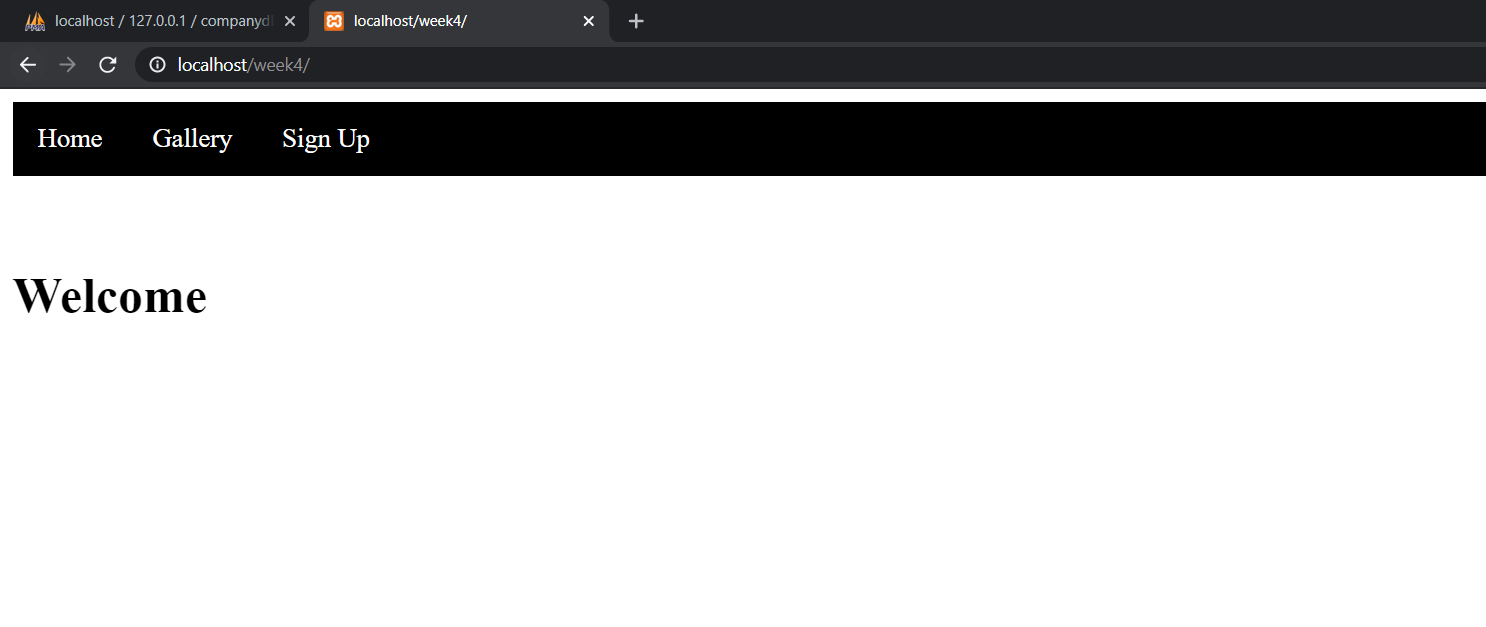 localhost / 127.0.0.1 / companyd
localhost/week4/
localhost/week4/
Home Gallery Sign Up
Welcome